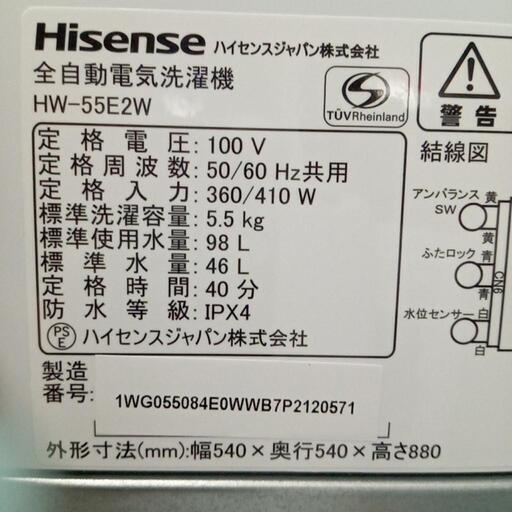 Hisense ハイセンスジャパン株式会社
全自動電気洗濯機
HW-55E2W
TÜVRheinland
警告
定格電圧: 100 V
定格周波数: 50/60 Hz共用
定格入力: 360/410 W
標準洗濯容量: 5.5 kg
標準使用水量: 98 L
標準水量: 46 L
定格時間: 40 分
防水等級: IPX4
PS
E
ハイセンスジャパン株式会社
結線図
アンバランス
SW
黄
黄
ふたロック
青
青
水位センサー
白
白
CN6
製造
番号:
1WG055084E0WWB7P2120571
外形寸法(mm):幅540×奥行540×高さ880